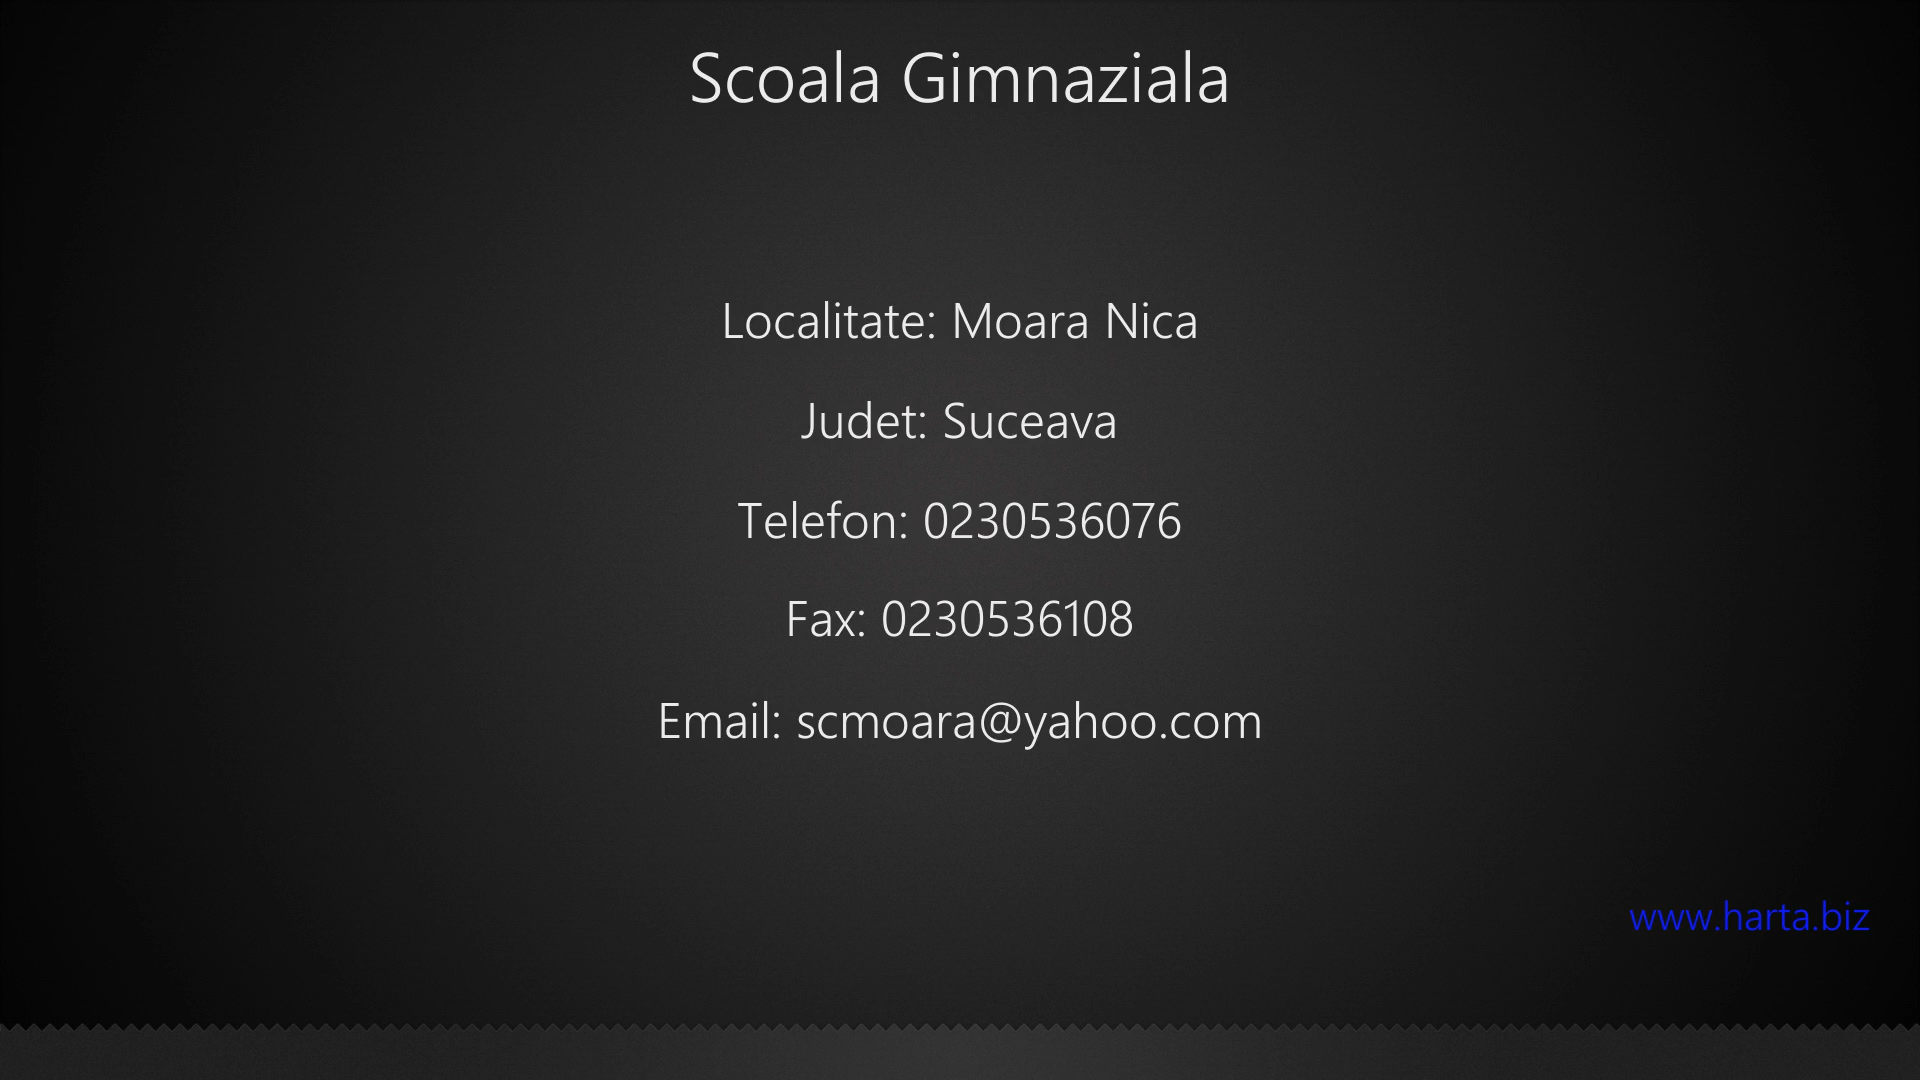 Scoala Gimnaziala
Localitate: Moara Nica
Judet: Suceava
Telefon: 0230536076
Fax: 0230536108
Email: scmoara@yahoo.com
www.harta.biz